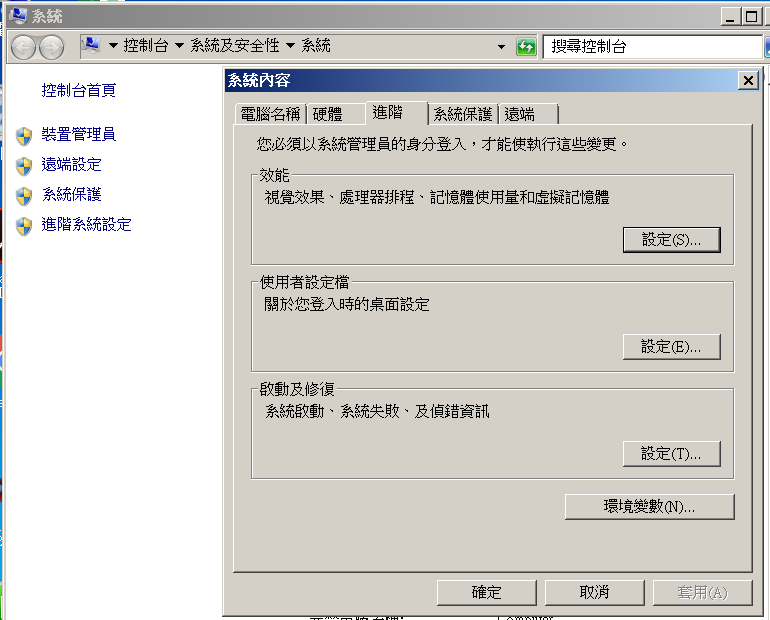 系統
控制台 系統及安全性 系統
搜尋控制台
控制台首頁
裝置管理員
遠端設定
系統保護
進階系統設定
系統內容
電腦名稱 硬體 進階 系統保護 遠端
您必須以系統管理員的身分登入，才能使執行這些變更。
效能
視覺效果、處理器排程、記憶體使用量和虛擬記憶體
設定(S)...
使用者設定檔
關於您登入時的桌面設定
設定(E)...
啟動及修復
系統啟動、系統失敗、及偵錯資訊
設定(T)...
環境變數(N)...
確定 取消 套用(A)